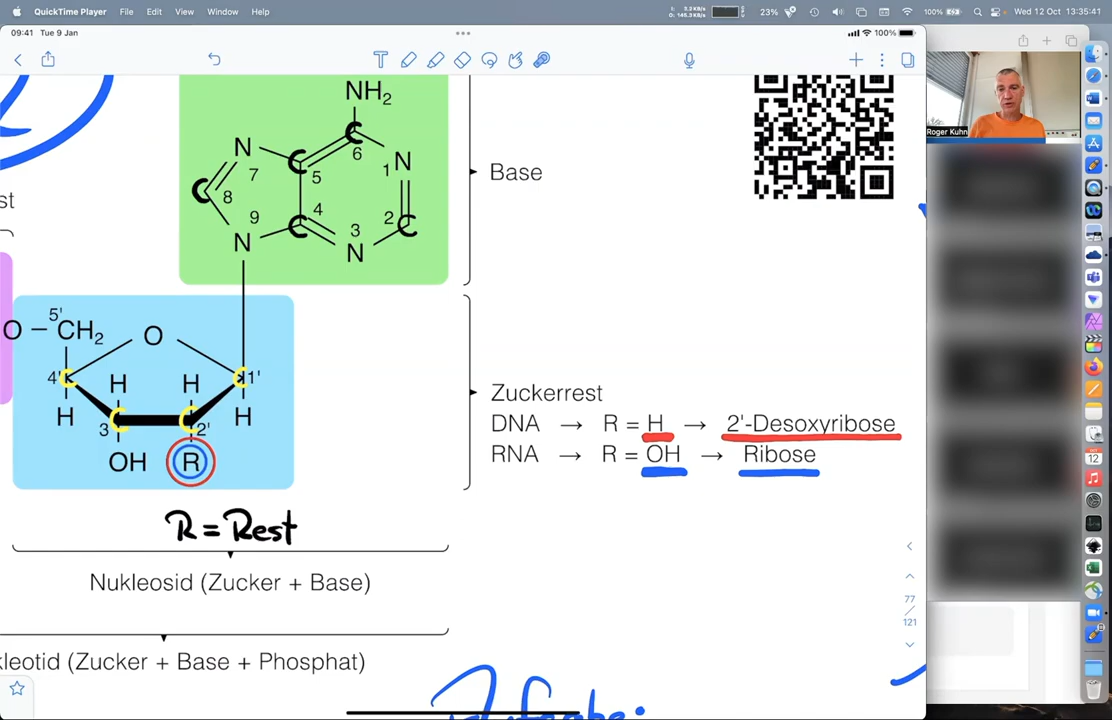 QuickTime Player File Edit View Window Help
23% 100% Wed 12 Oct 13:35:41
09:41 Tue 9 Jan
100%
Roger Kuhn
NH2
N
N
7
6
1
5
8
C
C
C
9
4
2
3
C
C
N
N
Base
st
5'
O – CH2
O
4'
1'
H
H
H
H
3
2'
OH
R
Zuckerrest
DNA → R = H → 2'-Desoxyribose
RNA → R = OH → Ribose
R = Rest
Nukleosid (Zucker + Base)
77
/
121
kleotid (Zucker + Base + Phosphat)
Aufgabe: